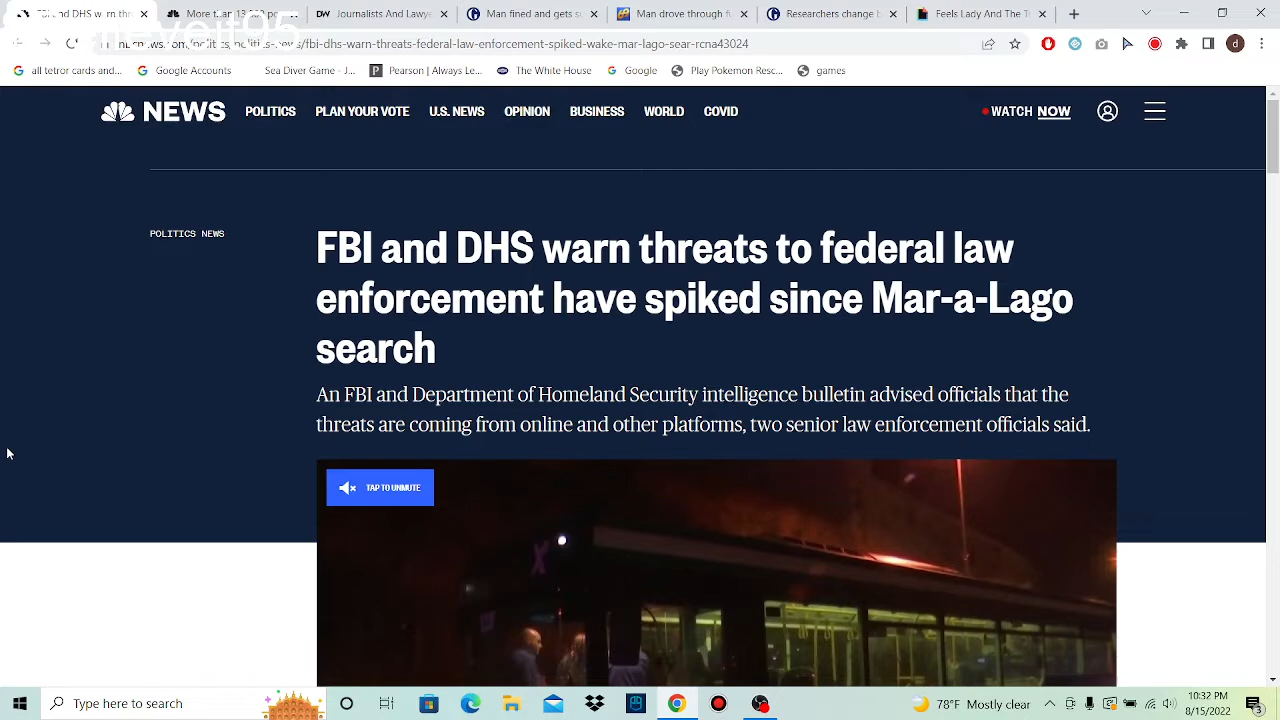 DHS w
Monster
Terrorists And Lawyer
Man fined and gets s
Man drove through f
Researchers change
Feels Lady And The T
/fbi-dhs-warn-threats-federal-law-enforcement-spiked-wake-mar-lago-sear-rcna43024
all tetror cards and...
Google Accounts
Sea Diver Game - J...
Pearson | Always Le...
The White House
Google
Play Pokemon Resc...
games
NEWS
POLITICS
PLAN YOUR VOTE
U.S. NEWS
OPINION
BUSINESS
WORLD
COVID
WATCH NOW
POLITICS NEWS
FBI and DHS warn threats to federal law
enforcement have spiked since Mar-a-Lago
search
An FBI and Department of Homeland Security intelligence bulletin advised officials that the
threats are coming from online and other platforms, two senior law enforcement officials said.
TAP TO UNMUTE
Type here to search
78°F Mostly clear
10:32 PM
8/15/2022
3